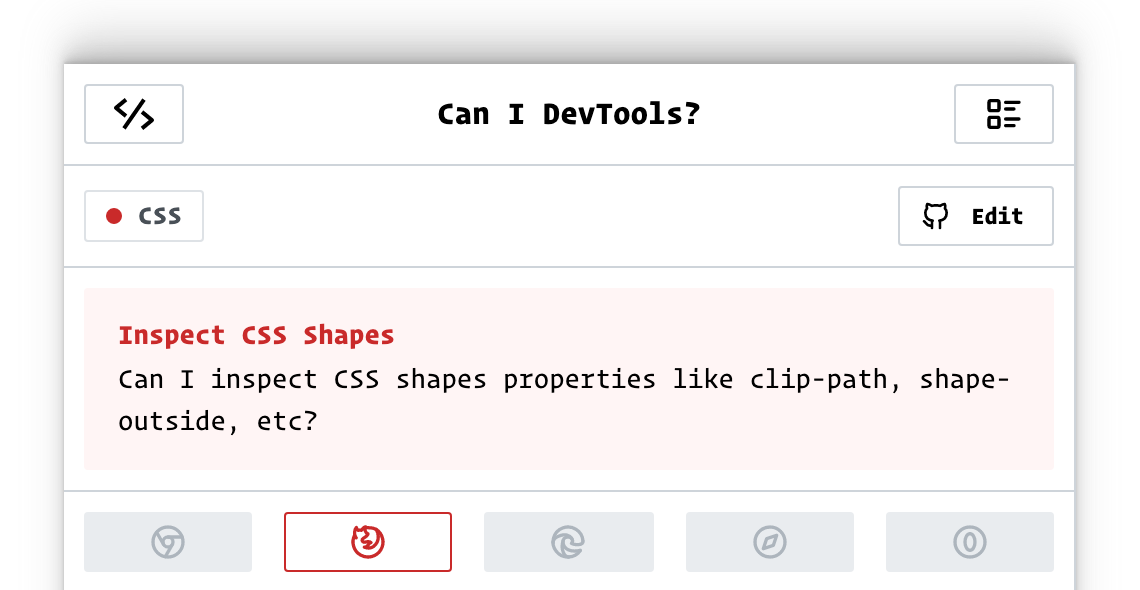 Can I DevTools?
CSS
Edit
Inspect CSS Shapes
Can I inspect CSS shapes properties like clip-path, shape-
outside, etc?